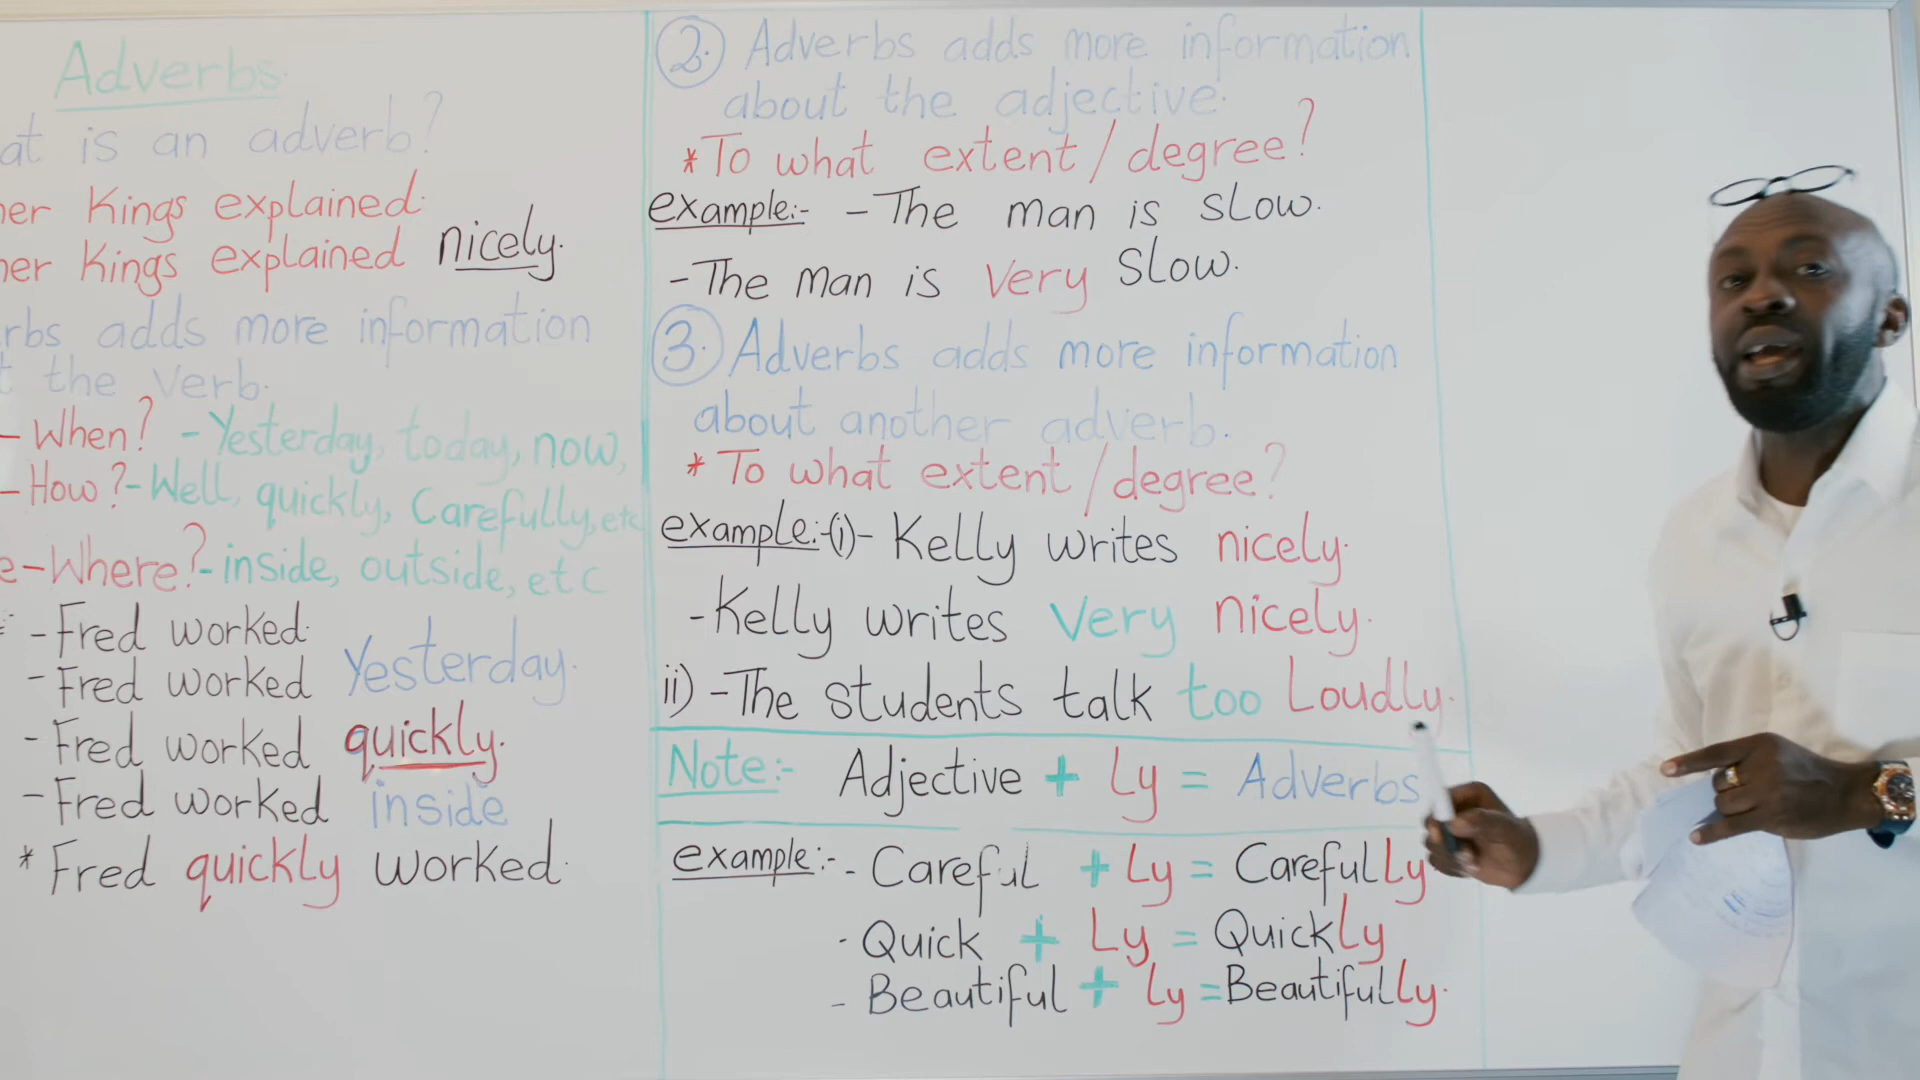 Adverbs.
is an adverb?
Kings explained.
Kings explained nicely.
adds more information
the verb.
- When? - Yesterday, today, now,
- How? - Well, quickly, Carefully, etc
- Where? - inside, outside, etc
- Fred worked.
- Fred worked Yesterday.
- Fred worked quickly.
- Fred worked inside
* Fred quickly worked.
2. Adverbs adds more information
about the adjective.
* To what extent / degree?
example:- - The man is slow.
- The man is very slow.
3. Adverbs adds more information
about another adverb.
* To what extent / degree?
example:- (i) - Kelly writes nicely.
- Kelly writes very nicely.
ii) - The students talk too Loudly.
Note:- Adjective + Ly = Adverbs
example:- - Careful + Ly = Carefully
- Quick + Ly = Quickly
- Beautiful + Ly = Beautifully.